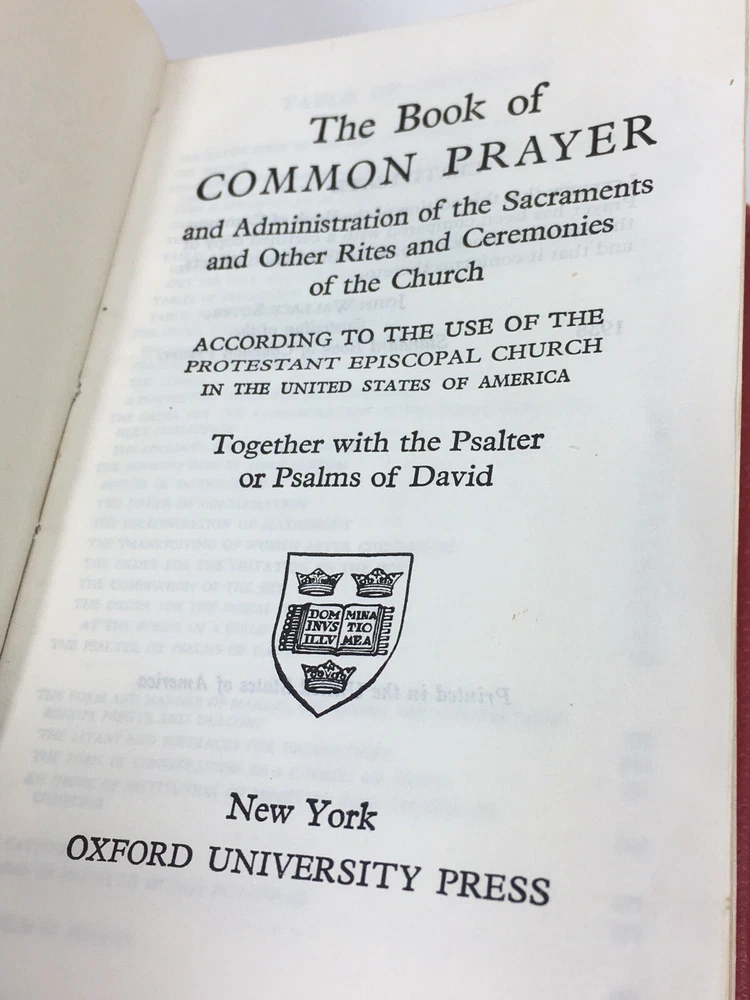 The Book of
COMMON PRAYER
and Administration of the Sacraments
and Other Rites and Ceremonies
of the Church
ACCORDING TO THE USE OF THE
PROTESTANT EPISCOPAL CHURCH
IN THE UNITED STATES OF AMERICA
Together with the Psalter
or Psalms of David
DOM MINA
INVS TIO
ILLV MEA
New York
OXFORD UNIVERSITY PRESS